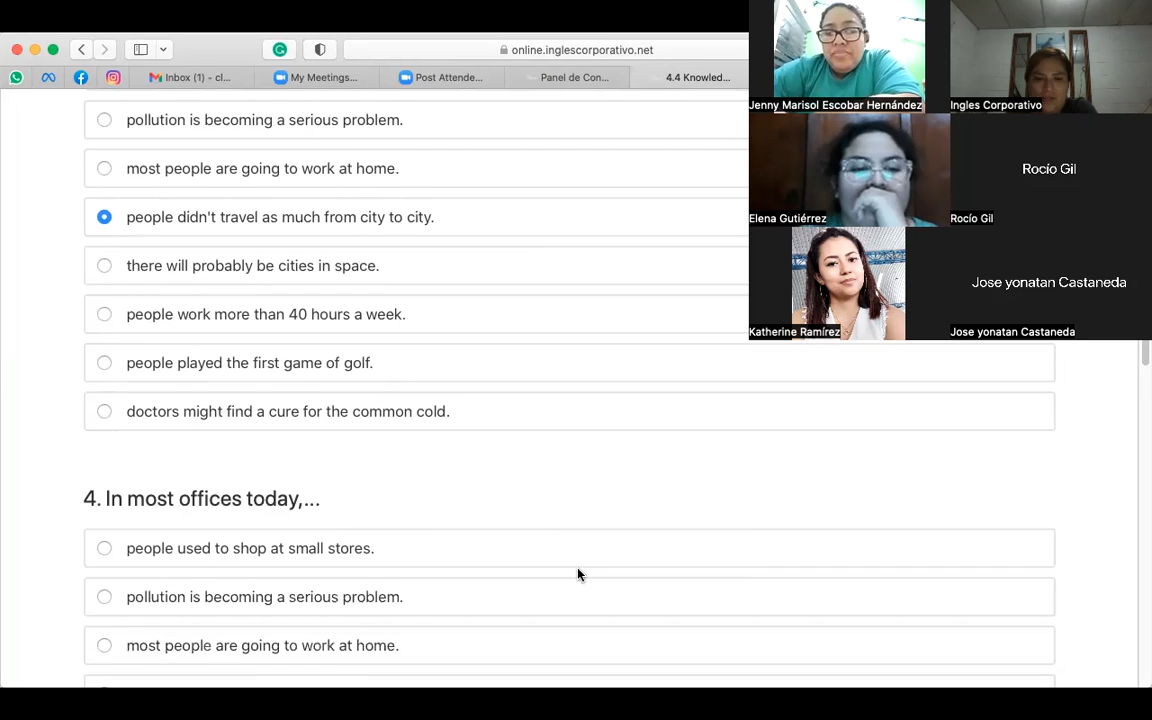 online.inglescorporativo.net
Inbox (1) - cl...
My Meetings...
Post Attende...
Panel de Con...
4.4 Knowled...
Jenny Marisol Escobar Hernández
Ingles Corporativo
Elena Gutiérrez
Rocío Gil
Rocío Gil
Katherine Ramírez
Jose yonatan Castaneda
Jose yonatan Castaneda
pollution is becoming a serious problem.
most people are going to work at home.
people didn't travel as much from city to city.
there will probably be cities in space.
people work more than 40 hours a week.
people played the first game of golf.
doctors might find a cure for the common cold.
4. In most offices today,...
people used to shop at small stores.
pollution is becoming a serious problem.
most people are going to work at home.